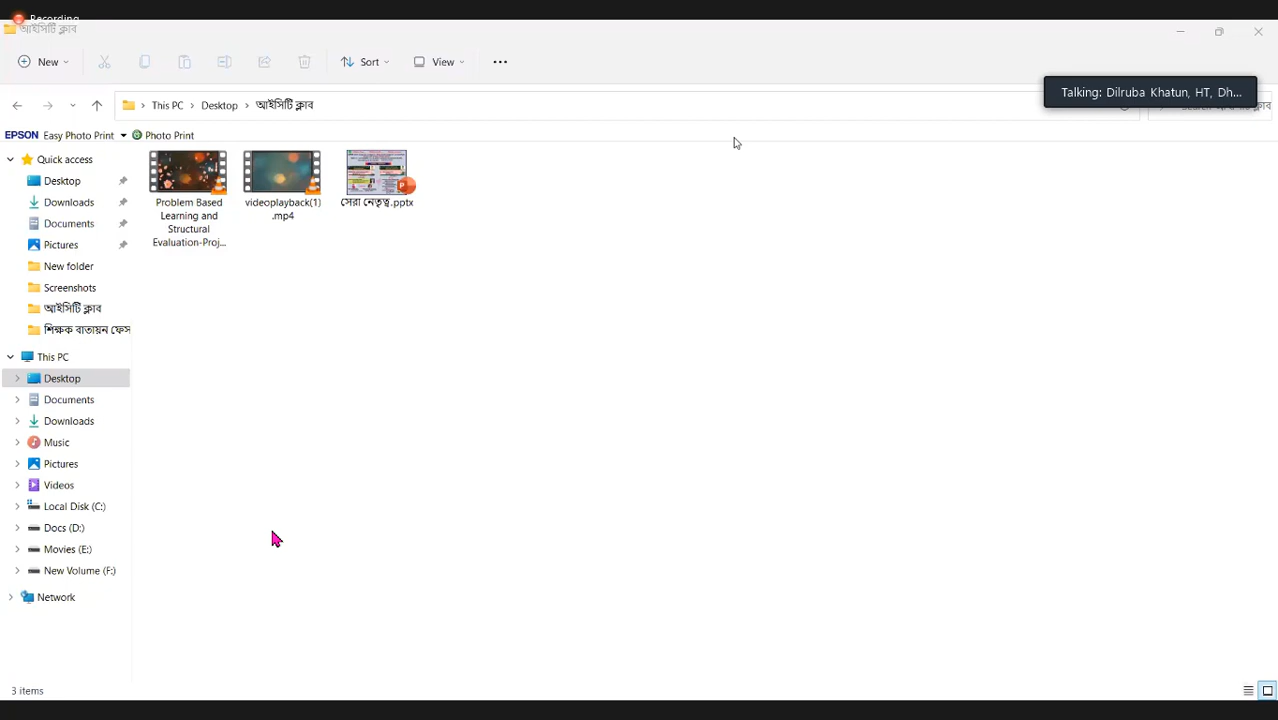 Recording
আইসিটি ক্লাব
New
Sort
View
Talking: Dilruba Khatun, HT, Dh...
This PC
Desktop
আইসিটি ক্লাব
EPSON Easy Photo Print
Photo Print
Quick access
Desktop
Downloads
Documents
Pictures
New folder
Screenshots
আইসিটি ক্লাব
শিক্ষক বাতায়ন ফেস
This PC
Desktop
Documents
Downloads
Music
Pictures
Videos
Local Disk (C:)
Docs (D:)
Movies (E:)
New Volume (F:)
Network
Problem Based
Learning and
Structural
Evaluation-Proj...
videoplayback(1)
.mp4
সেরা নেতৃত্ব.pptx
3 items